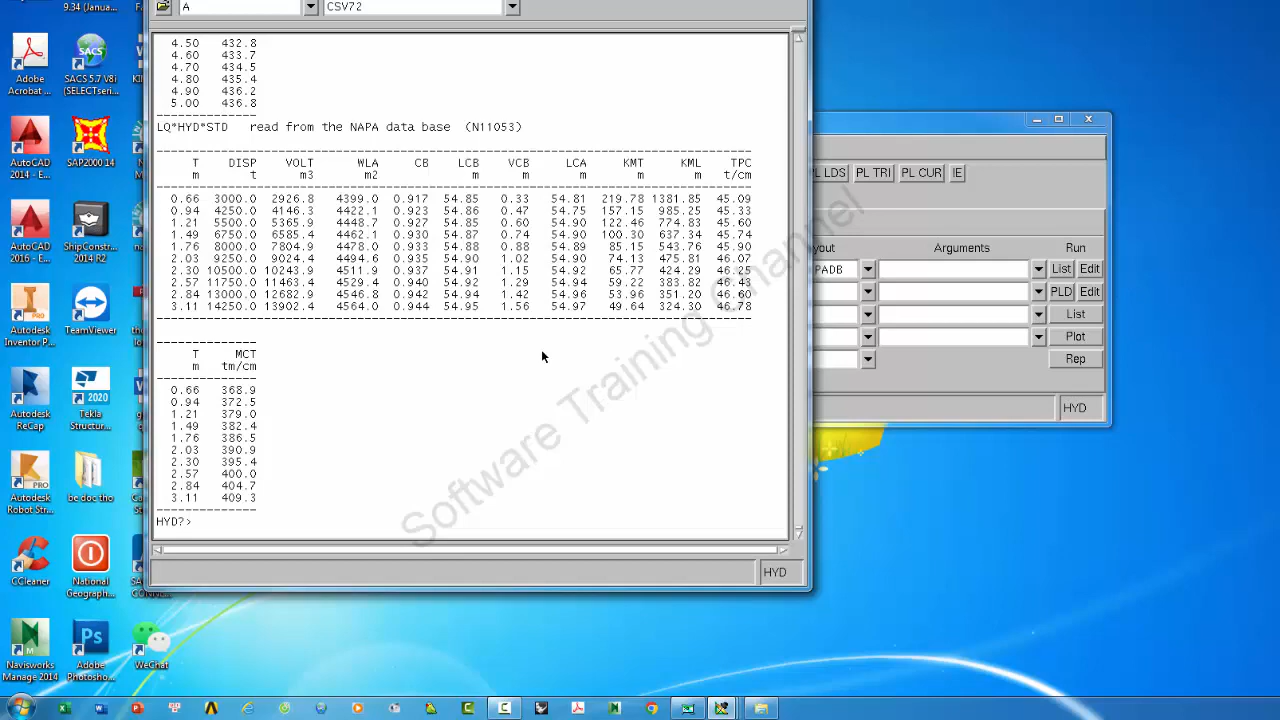 9.34 (Unicas...
Adobe
Acrobat ...
SACS 5.7 V8i
(SELECTseri...
AutoCAD
2014 - E...
SAP2000 14
AutoCAD
2016 - E...
ShipConstr...
2014 R2
Autodesk
Inventor P...
TeamViewer
Autodesk
ReCap
Tekla
Structur...
2020
Autodesk
Robot Str...
be doc tho
CCleaner
National
Geograph...
Navisworks
Manage 2014
Adobe
Photosho...
WeChat
A CSV72
4.50 432.8
4.60 433.7
4.70 434.5
4.80 435.4
4.90 436.2
5.00 436.8
LQ*HYD*STD read from the NAPA data base (N11053)
T DISP VOLT WLA CB LCB VCB LCA KMT KML TPC
m t m3 m2 m m m m m t/cm
0.66 3000.0 2926.8 4399.0 0.917 54.85 0.33 54.81 219.78 1381.85 45.09
0.94 4250.0 4146.3 4422.1 0.923 54.86 0.47 54.75 157.15 985.25 45.33
1.21 5500.0 5365.9 4448.7 0.927 54.85 0.60 54.90 122.30 774.83 45.60
1.49 6750.0 6585.4 4462.1 0.930 54.87 0.74 54.90 100.30 637.34 45.74
1.76 8000.0 7804.9 4478.0 0.933 54.87 0.88 54.89 85.15 543.76 45.90
2.03 9250.0 9024.4 4494.6 0.935 54.90 1.02 54.90 74.13 475.81 46.07
2.30 10500.0 10243.9 4511.9 0.937 54.91 1.15 54.92 65.77 424.29 46.25
2.57 11750.0 11463.4 4529.4 0.940 54.92 1.29 54.94 59.22 383.82 46.43
2.84 13000.0 12682.9 4546.8 0.942 54.94 1.42 54.96 53.96 351.20 46.60
3.11 14250.0 13902.4 4564.0 0.944 54.95 1.56 54.97 49.64 324.30 46.78
T MCT
m tm/cm
0.66 368.9
0.94 372.5
1.21 379.0
1.49 382.4
1.76 386.5
2.03 390.9
2.30 395.4
2.57 400.0
2.84 404.7
3.11 409.3
HYD?>
HYD
PL LDS PL TRI PL CUR IE
Arguments Run
PADB List Edit
PLD Edit
List
Plot
Rep
HYD
Software Training Channel